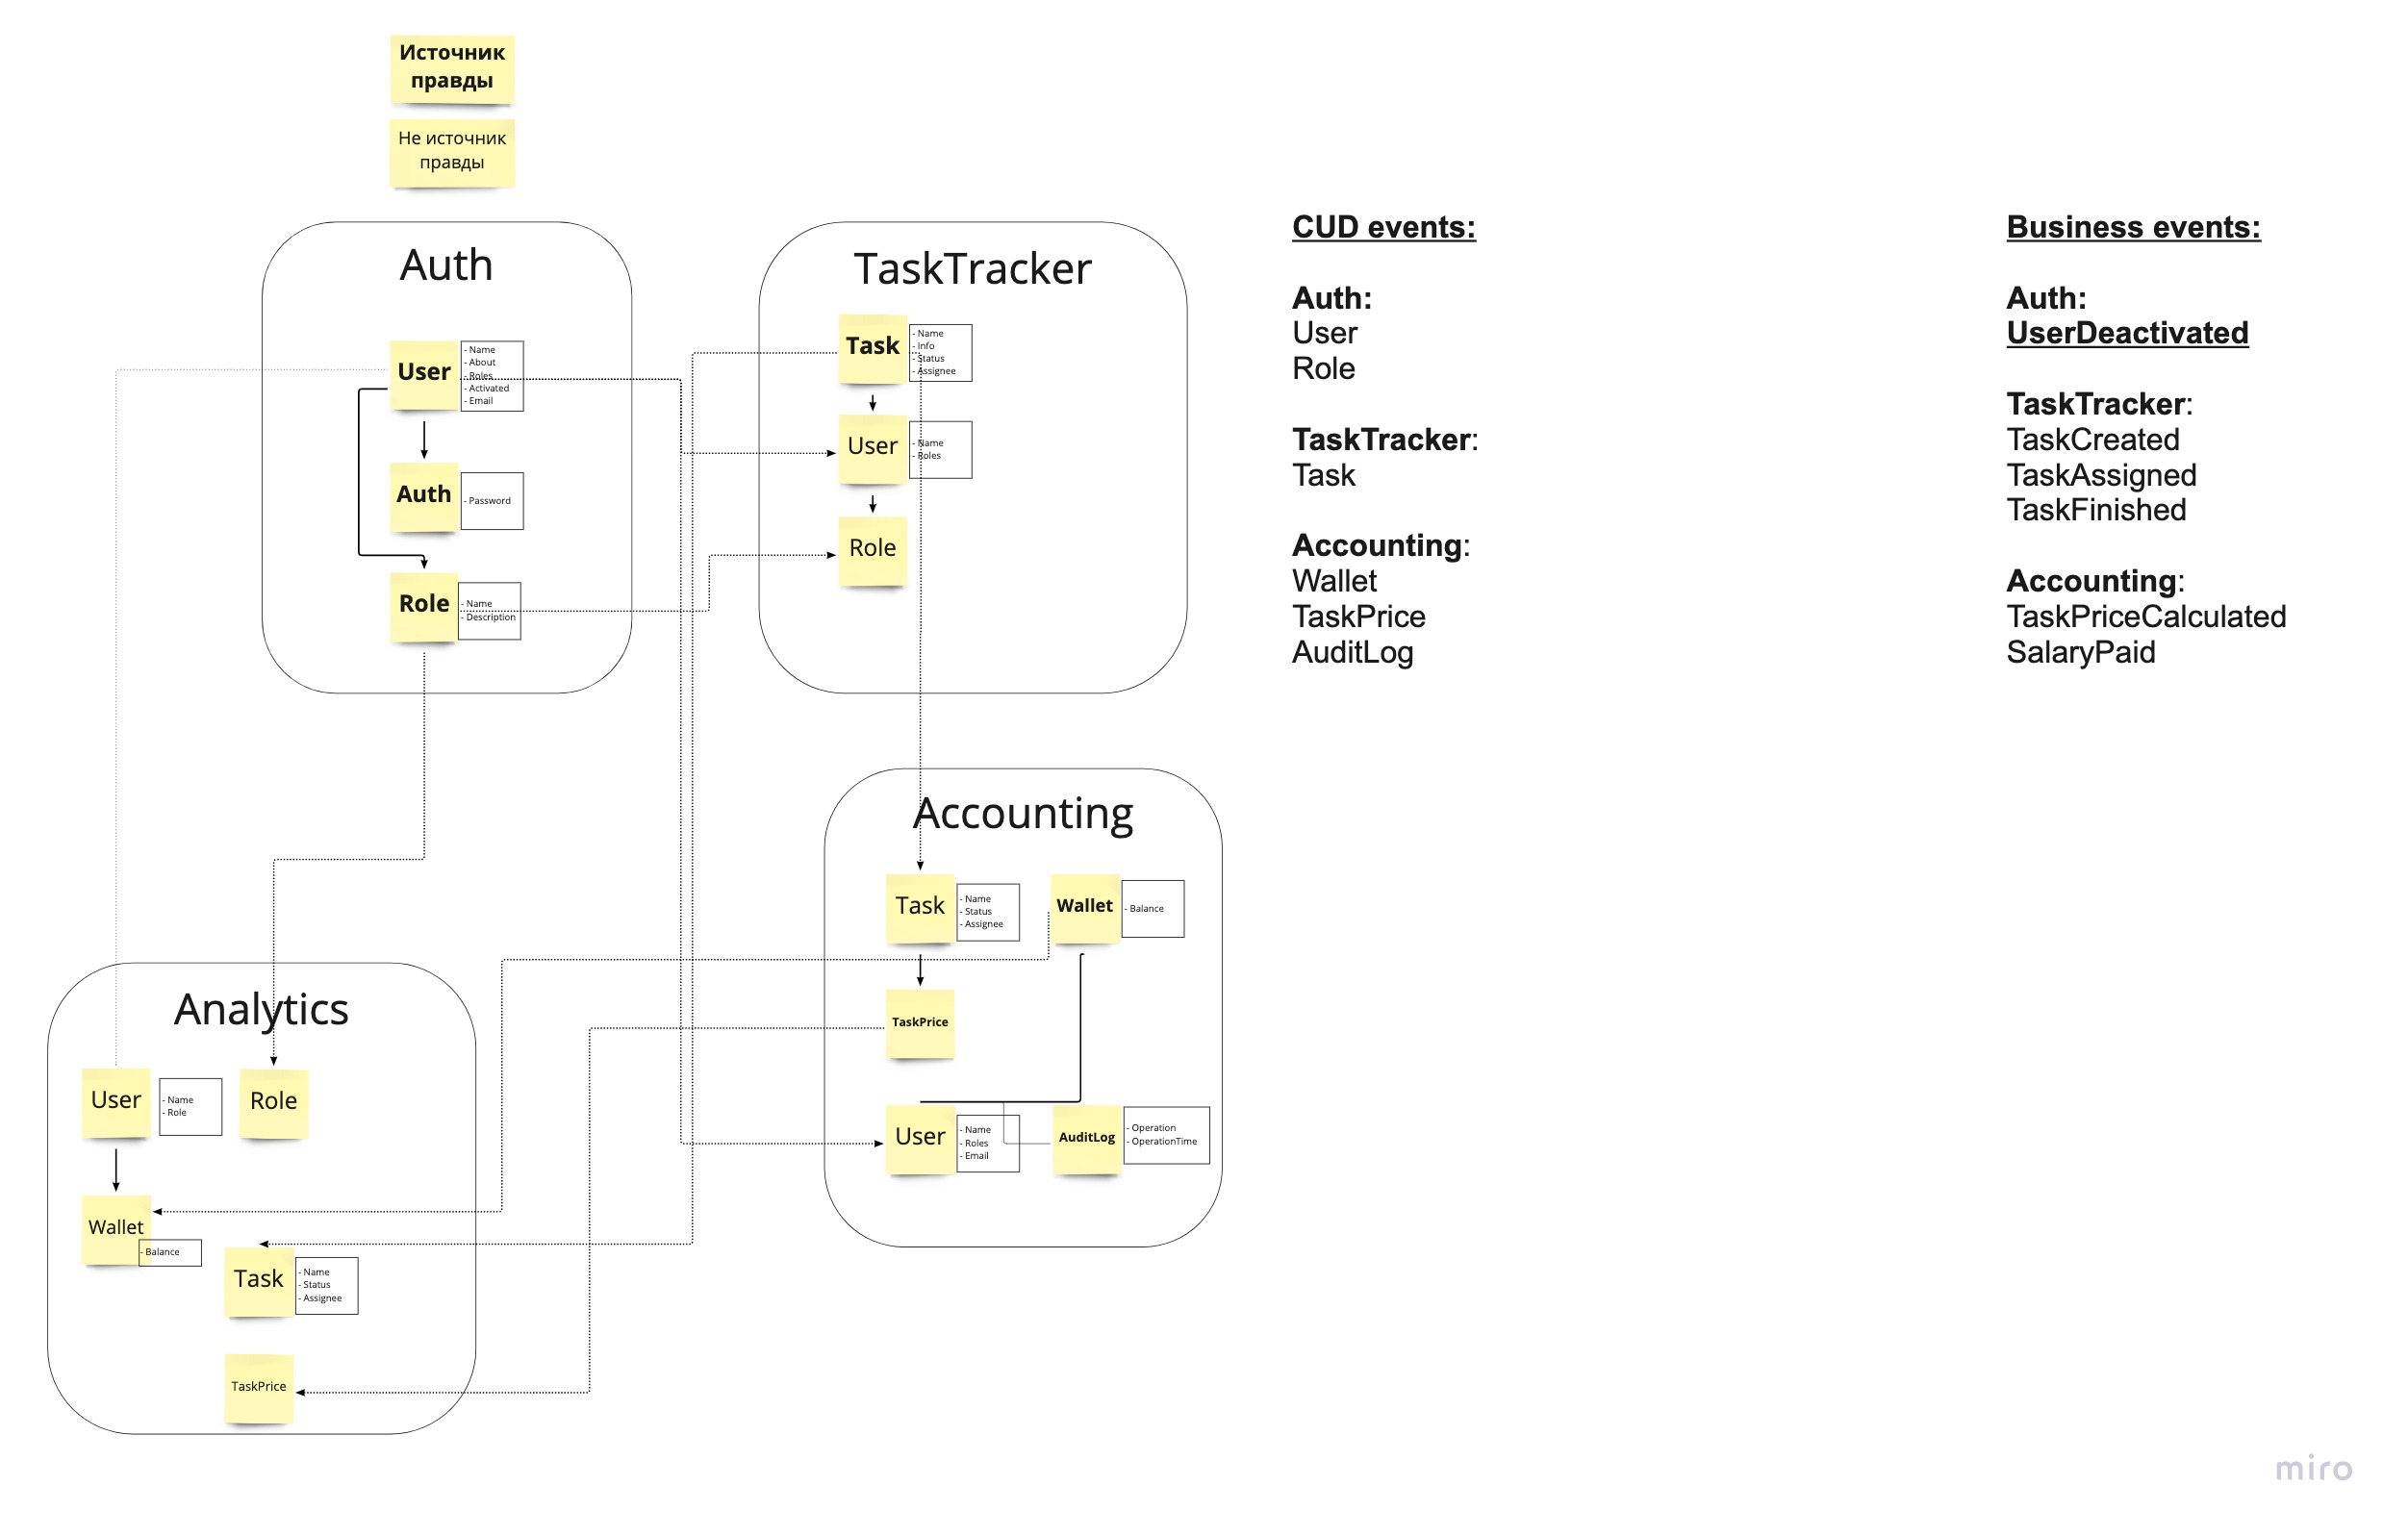 Источник
правды
Не источник
правды
Auth
User
- Name
- About
- Roles
- Activated
- Email
Auth
- Password
Role
- Name
- Description
TaskTracker
Task
- Name
- Info
- Status
- Assignee
User
- Name
- Roles
Role
CUD events:
Auth:
User
Role
TaskTracker:
Task
Accounting:
Wallet
TaskPrice
AuditLog
Business events:
Auth:
UserDeactivated
TaskTracker:
TaskCreated
TaskAssigned
TaskFinished
Accounting:
TaskPriceCalculated
SalaryPaid
Accounting
Task
- Name
- Status
- Assignee
Wallet
- Balance
TaskPrice
User
- Name
- Roles
- Email
AuditLog
- Operation
- OperationTime
Analytics
User
- Name
- Role
Role
Wallet
- Balance
Task
- Name
- Status
- Assignee
TaskPrice
miro